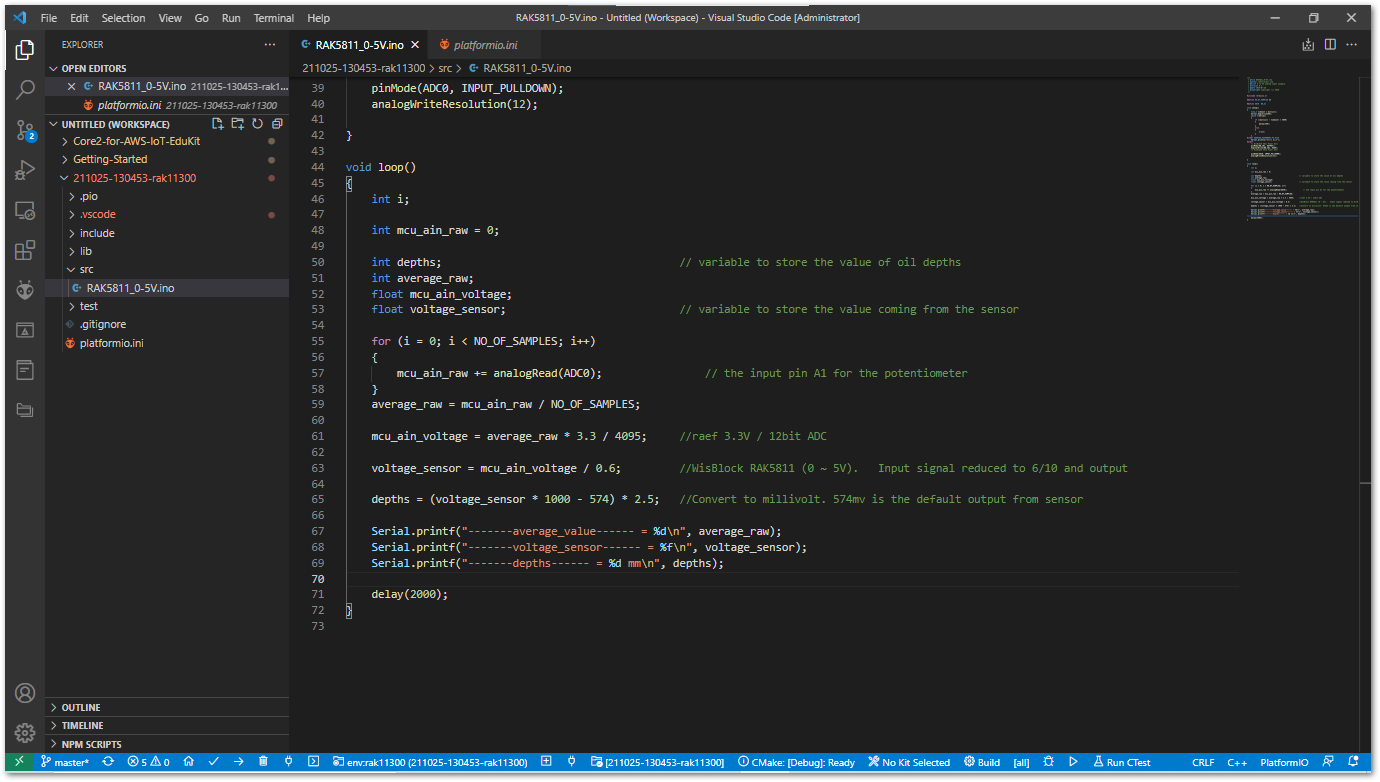 File Edit Selection View Go Run Terminal Help RAK5811_0-5V.ino - Untitled (Workspace) - Visual Studio Code [Administrator]
EXPLORER
OPEN EDITORS
RAK5811_0-5V.ino 211025-130453-rak1...
platformio.ini 211025-130453-rak11300
UNTITLED (WORKSPACE)
Core2-for-AWS-IoT-EduKit
Getting-Started
211025-130453-rak11300
.pio
.vscode
include
lib
src
RAK5811_0-5V.ino
test
.gitignore
platformio.ini
OUTLINE
TIMELINE
NPM SCRIPTS
2
RAK5811_0-5V.ino platformio.ini
211025-130453-rak11300 > src > RAK5811_0-5V.ino
39 pinMode(ADC0, INPUT_PULLDOWN);
40 analogWriteResolution(12);
41
42 }
43
44 void loop()
45 {
46 int i;
47
48 int mcu_ain_raw = 0;
49
50 int depths; // variable to store the value of oil depths
51 int average_raw;
52 float mcu_ain_voltage;
53 float voltage_sensor; // variable to store the value coming from the sensor
54
55 for (i = 0; i < NO_OF_SAMPLES; i++)
56 {
57 mcu_ain_raw += analogRead(ADC0); // the input pin A1 for the potentiometer
58 }
59 average_raw = mcu_ain_raw / NO_OF_SAMPLES;
60
61 mcu_ain_voltage = average_raw * 3.3 / 4095; //raef 3.3V / 12bit ADC
62
63 voltage_sensor = mcu_ain_voltage / 0.6; //WisBlock RAK5811 (0 ~ 5V). Input signal reduced to 6/10 and output
64
65 depths = (voltage_sensor * 1000 - 574) * 2.5; //Convert to millivolt. 574mv is the default output from sensor
66
67 Serial.printf("-------average_value------ = %d\n", average_raw);
68 Serial.printf("-------voltage_sensor------ = %f\n", voltage_sensor);
69 Serial.printf("-------depths------ = %d mm\n", depths);
70
71 delay(2000);
72 }
73
master* 5 0 env:rak11300 (211025-130453-rak11300) [211025-130453-rak11300] CMake: [Debug]: Ready No Kit Selected Build [all] Run CTest CRLF C++ PlatformIO